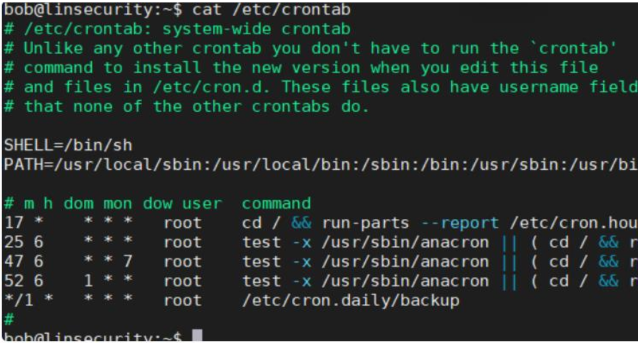 bob@linsecurity:~$ cat /etc/crontab
# /etc/crontab: system-wide crontab
# Unlike any other crontab you don't have to run the `crontab'
# command to install the new version when you edit this file
# and files in /etc/cron.d. These files also have username field
# that none of the other crontabs do.
SHELL=/bin/sh
PATH=/usr/local/sbin:/usr/local/bin:/sbin:/bin:/usr/sbin:/usr/bi
# m h dom mon dow user  command
17 *    * * *   root    cd / && run-parts --report /etc/cron.hou
25 6    * * *   root    test -x /usr/sbin/anacron || ( cd / && r
47 6    * * 7   root    test -x /usr/sbin/anacron || ( cd / && r
52 6    1 * *   root    test -x /usr/sbin/anacron || ( cd / && r
*/1 *   * * *   root    /etc/cron.daily/backup
#
bob@linsecurity:~$